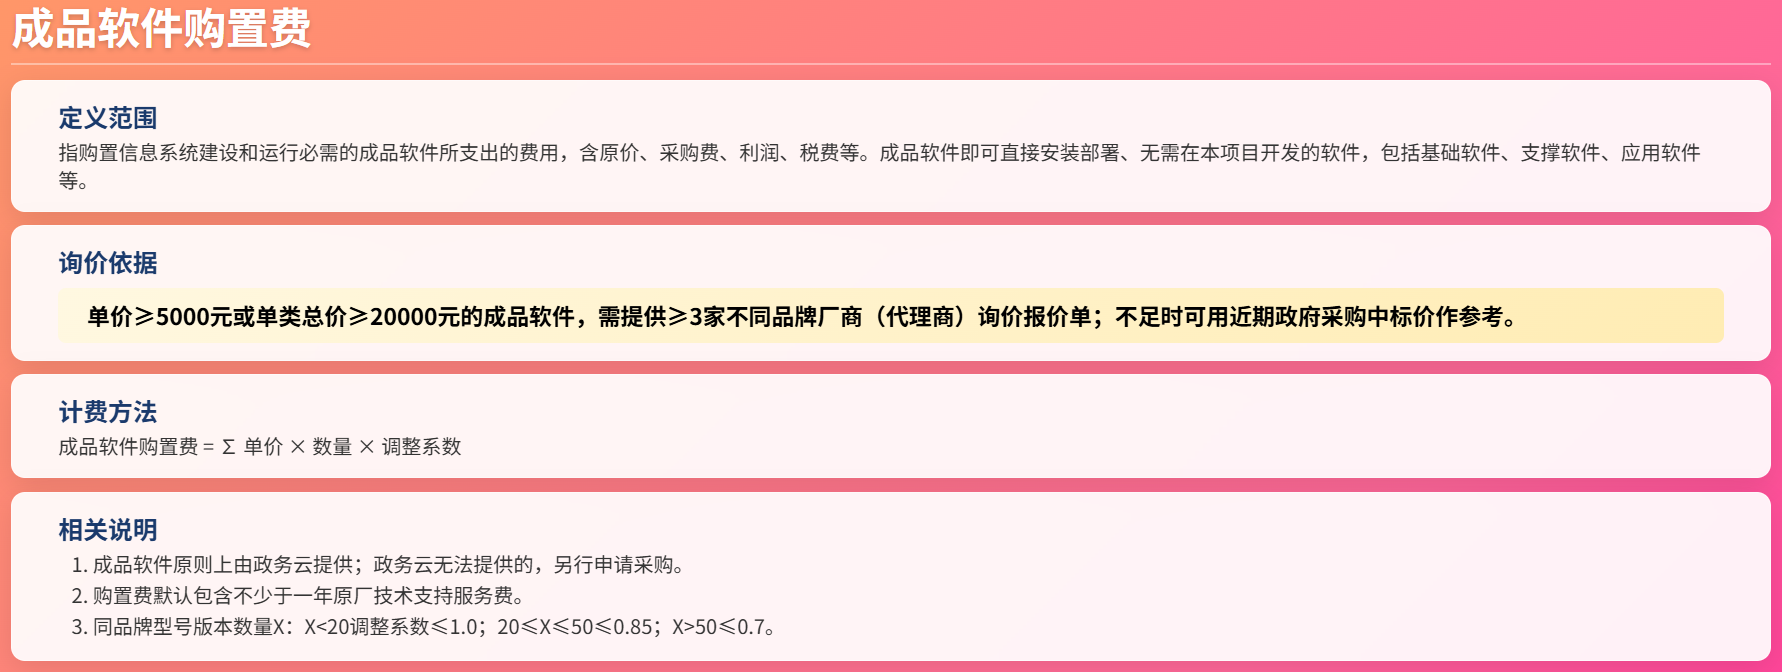 成品软件购置费
定义范围
指购置信息系统建设和运行必需的成品软件所支出的费用，含原价、采购费、利润、税费等。成品软件即可直接安装部署、无需在本项目开发的软件，包括基础软件、支撑软件、应用软件
等。
询价依据
单价≥5000元或单类总价≥20000元的成品软件，需提供≥3家不同品牌厂商（代理商）询价报价单；不足时可用近期政府采购中标价作参考。
计费方法
成品软件购置费 = Σ 单价 × 数量 × 调整系数
相关说明
1. 成品软件原则上由政务云提供；政务云无法提供的，另行申请采购。
2. 购置费默认包含不少于一年原厂技术支持服务费。
3. 同品牌型号版本数量X：X<20调整系数≤1.0；20≤X≤50≤0.85；X>50≤0.7。